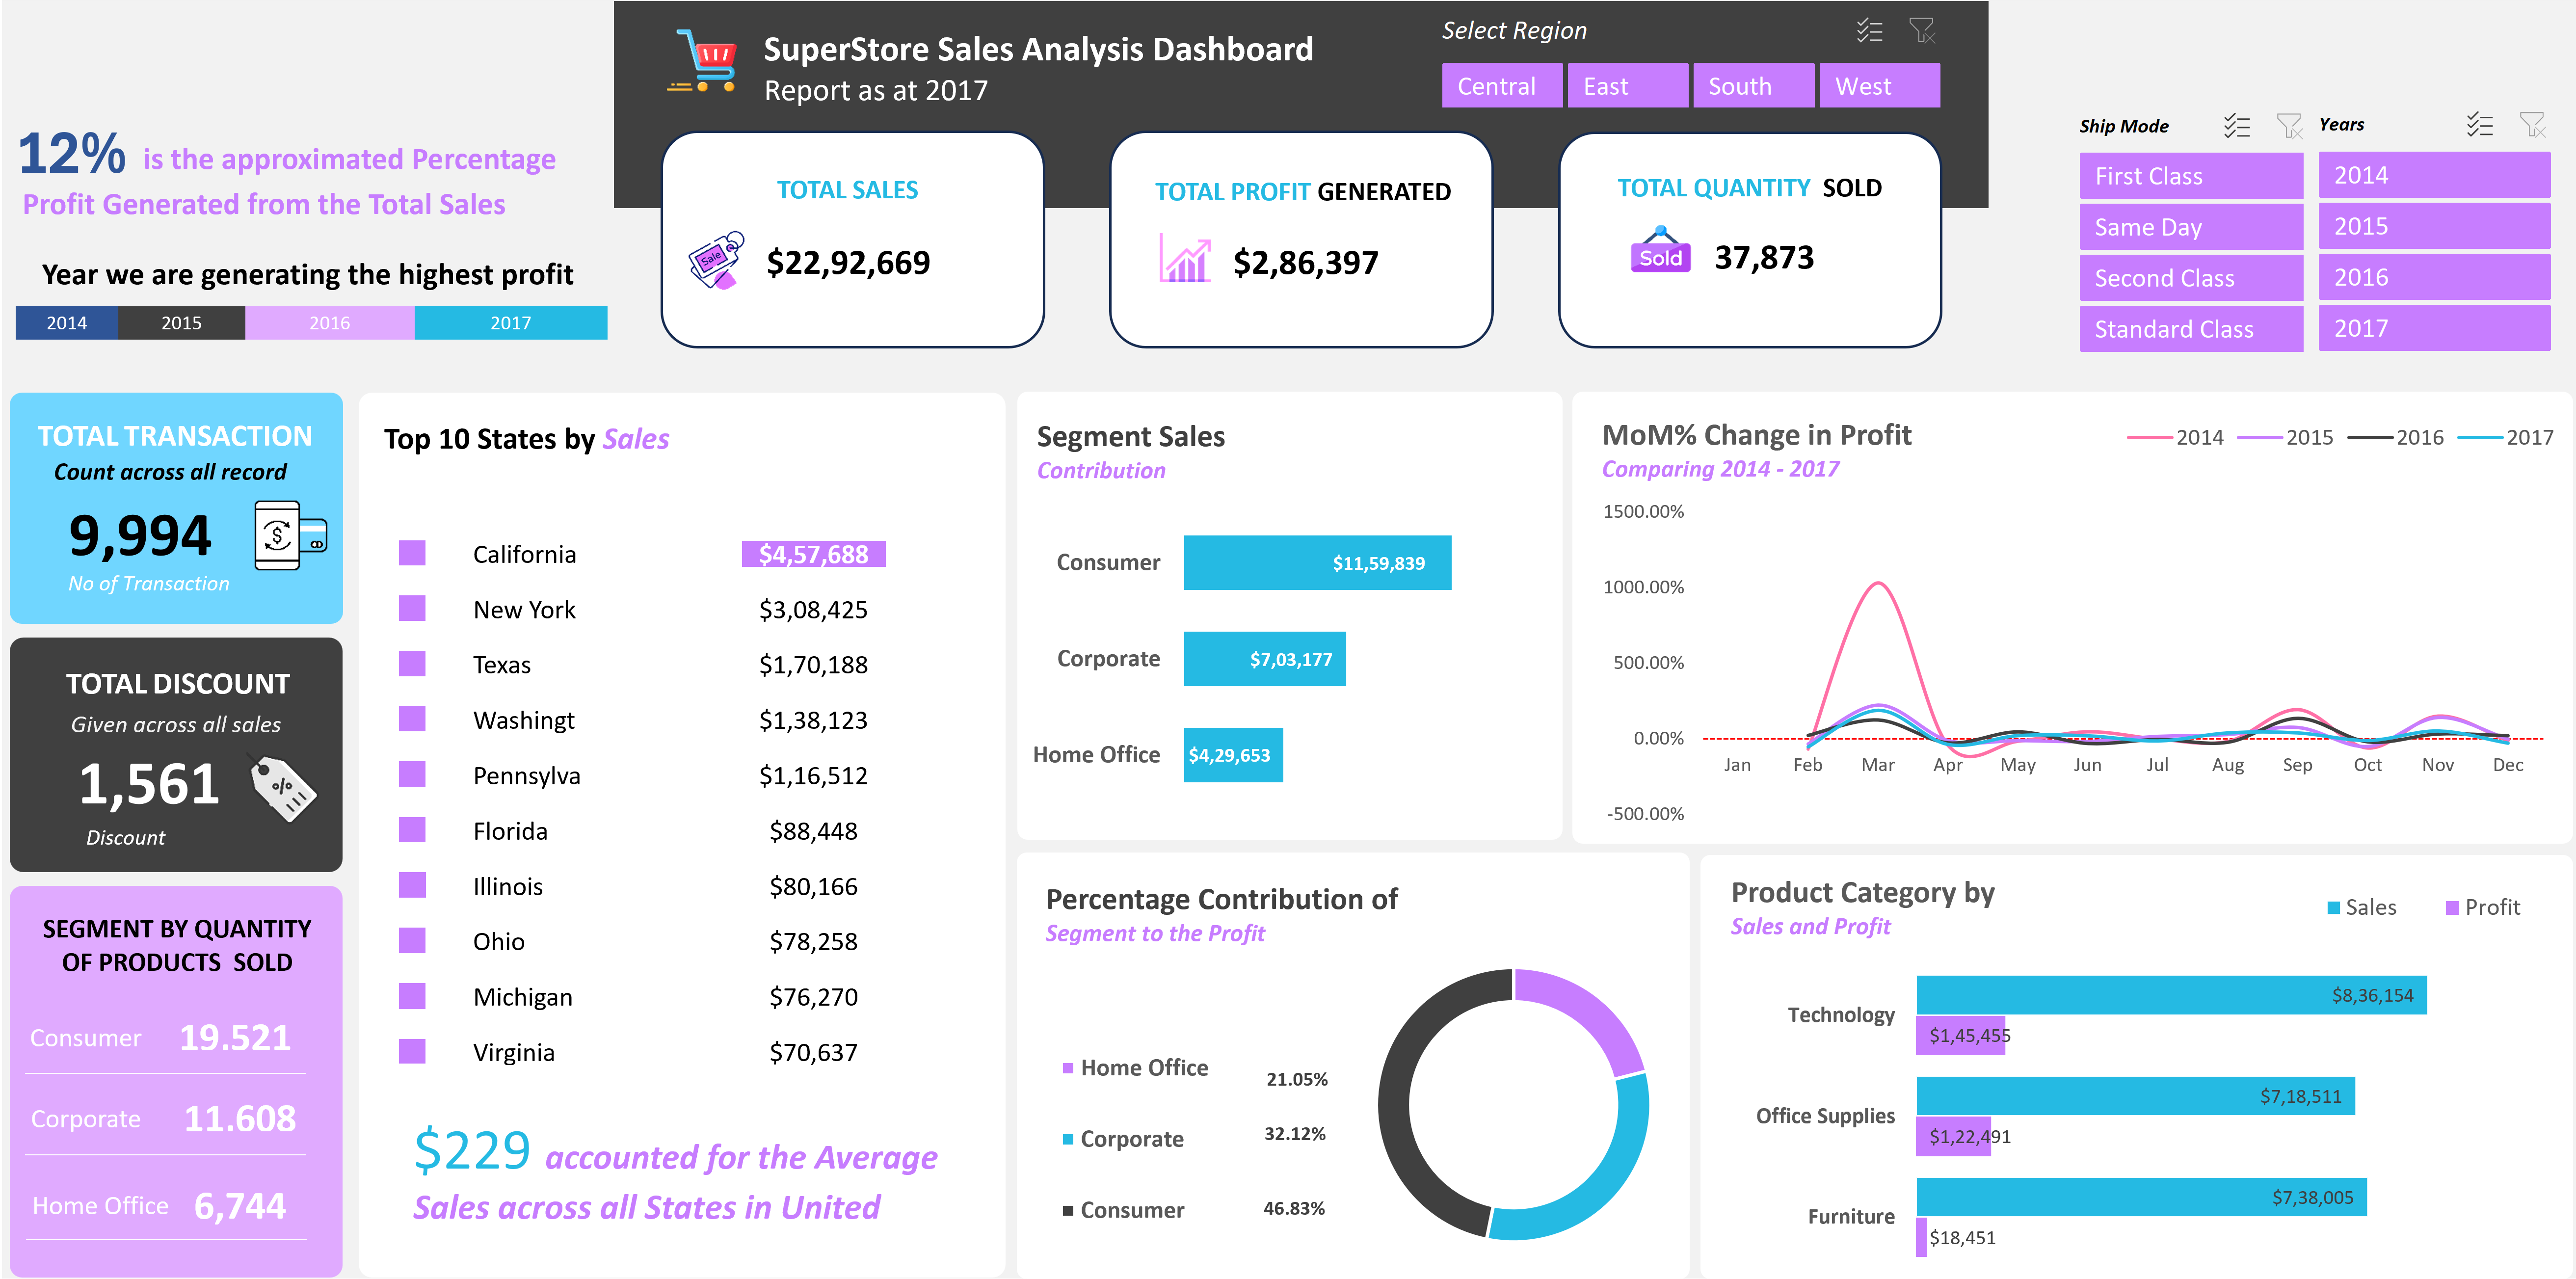 SuperStore Sales Analysis Dashboard
Report as at 2017
Select Region
Central
East
South
West
12% is the approximated Percentage
Profit Generated from the Total Sales
Year we are generating the highest profit
2014
2015
2016
2017
TOTAL SALES
Sale
$22,92,669
TOTAL PROFIT GENERATED
$2,86,397
TOTAL QUANTITY SOLD
Sold
37,873
Ship Mode
First Class
Same Day
Second Class
Standard Class
Years
2014
2015
2016
2017
TOTAL TRANSACTION
Count across all record
9,994
$
No of Transaction
TOTAL DISCOUNT
Given across all sales
1,561
%
Discount
SEGMENT BY QUANTITY
OF PRODUCTS SOLD
Consumer 19.521
Corporate 11.608
Home Office 6,744
Top 10 States by Sales
California $4,57,688
New York $3,08,425
Texas $1,70,188
Washingt $1,38,123
Pennsylva $1,16,512
Florida $88,448
Illinois $80,166
Ohio $78,258
Michigan $76,270
Virginia $70,637
$229 accounted for the Average
Sales across all States in United
Segment Sales
Contribution
Consumer $11,59,839
Corporate $7,03,177
Home Office $4,29,653
MoM% Change in Profit
Comparing 2014 - 2017
2014 2015 2016 2017
1500.00%
1000.00%
500.00%
0.00%
Jan Feb Mar Apr May Jun Jul Aug Sep Oct Nov Dec
-500.00%
Percentage Contribution of
Segment to the Profit
Home Office 21.05%
Corporate 32.12%
Consumer 46.83%
Product Category by
Sales and Profit
Sales Profit
Technology
$8,36,154
$1,45,455
Office Supplies
$7,18,511
$1,22,491
Furniture
$7,38,005
$18,451